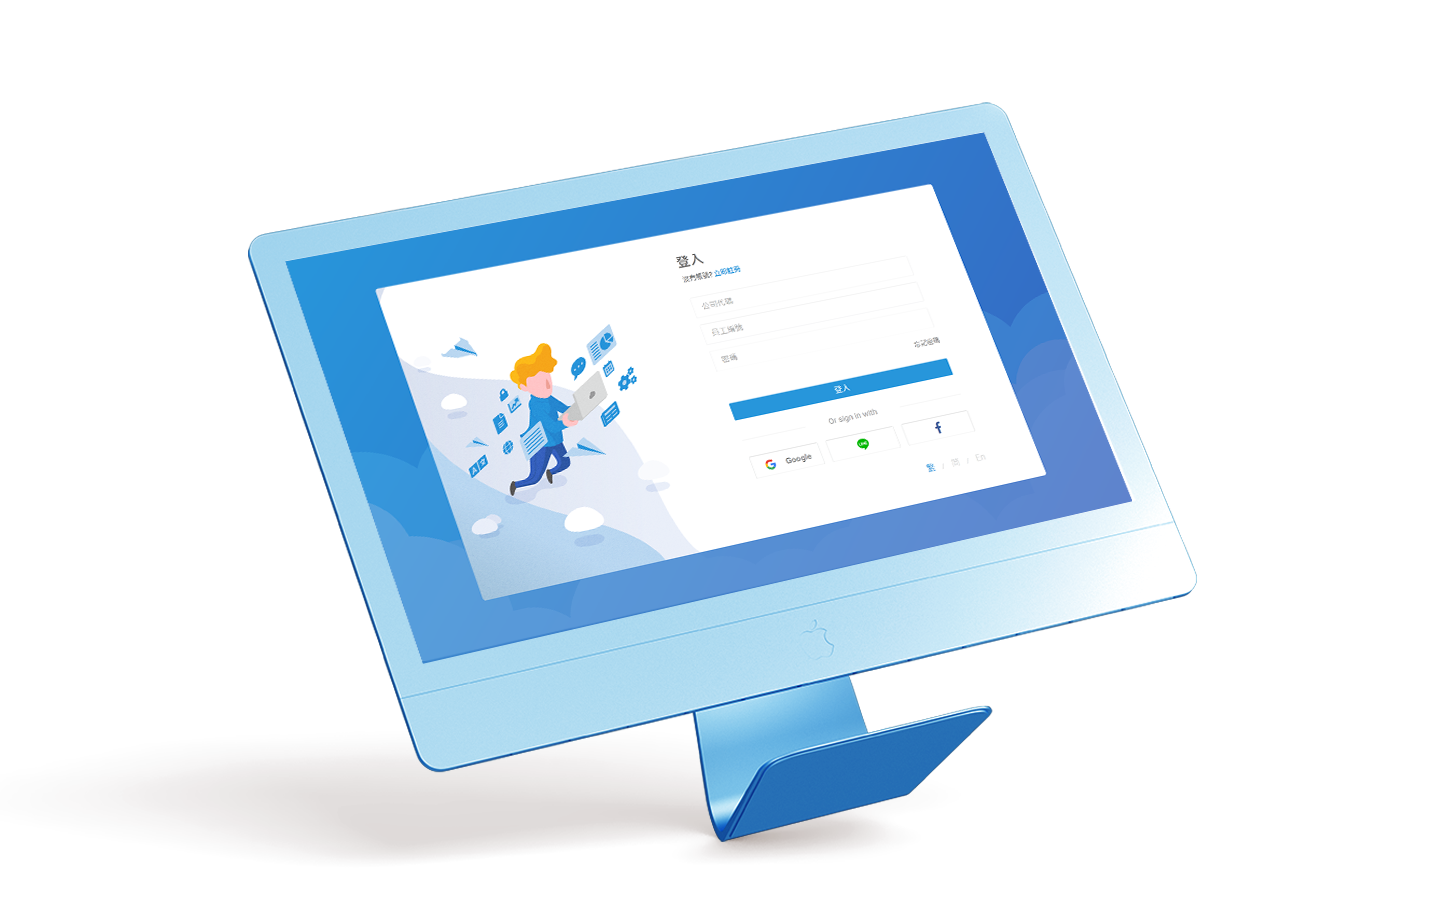 登入
沒有帳號? 立即註冊
公司代碼
員工編號
密碼
忘記密碼
登入
Or sign in with
Google
LINE
繁 / 简 / En